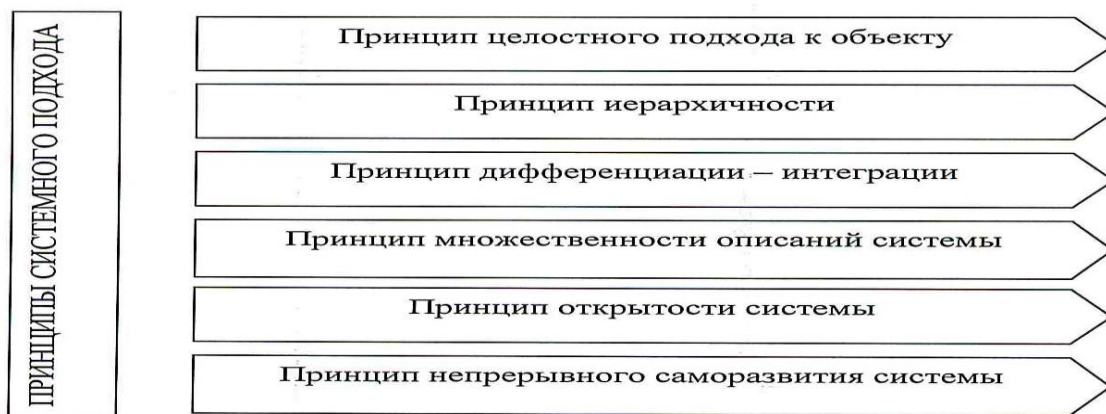 ПРИНЦИПЫ СИСТЕМНОГО ПОДХОДА
Принцип целостного подхода к объекту
Принцип иерархичности
Принцип дифференциации – интеграции
Принцип множественности описаний системы
Принцип открытости системы
Принцип непрерывного саморазвития системы